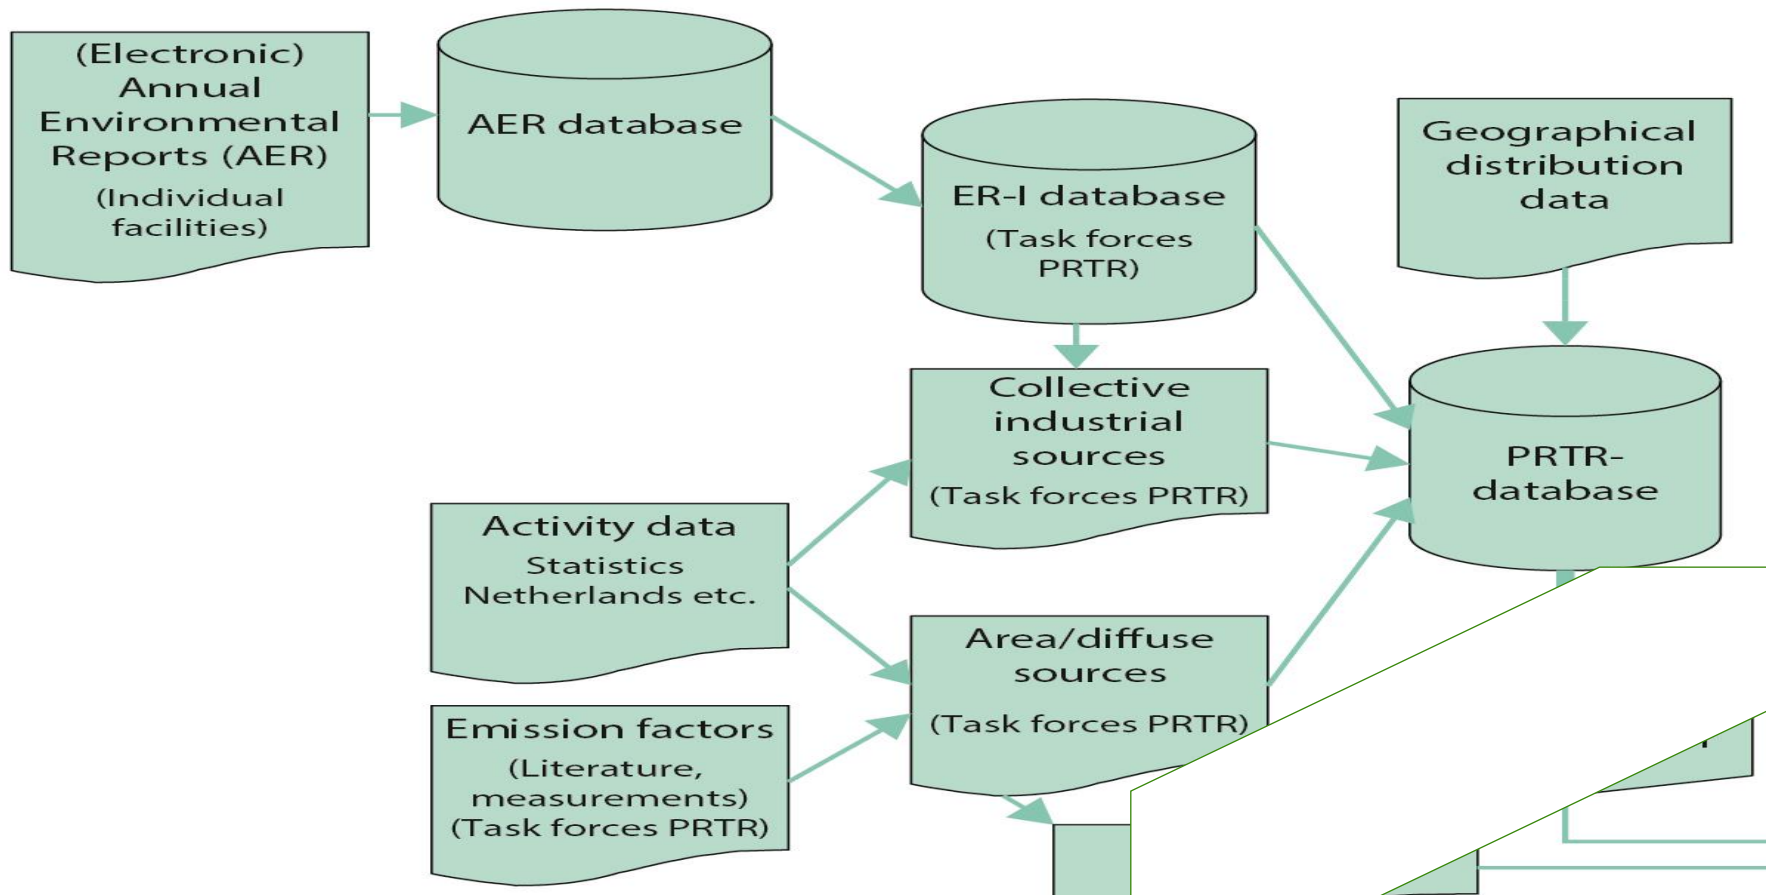 (Electronic)
Annual
Environmental
Reports (AER)
(Individual
facilities)
AER database
ER-I database
(Task forces
PRTR)
Geographical
distribution
data
Collective
industrial
sources
(Task forces PRTR)
PRTR-
database
Activity data
Statistics
Netherlands etc.
Area/diffuse
sources
(Task forces PRTR)
Emission factors
(Literature,
measurements)
(Task forces PRTR)